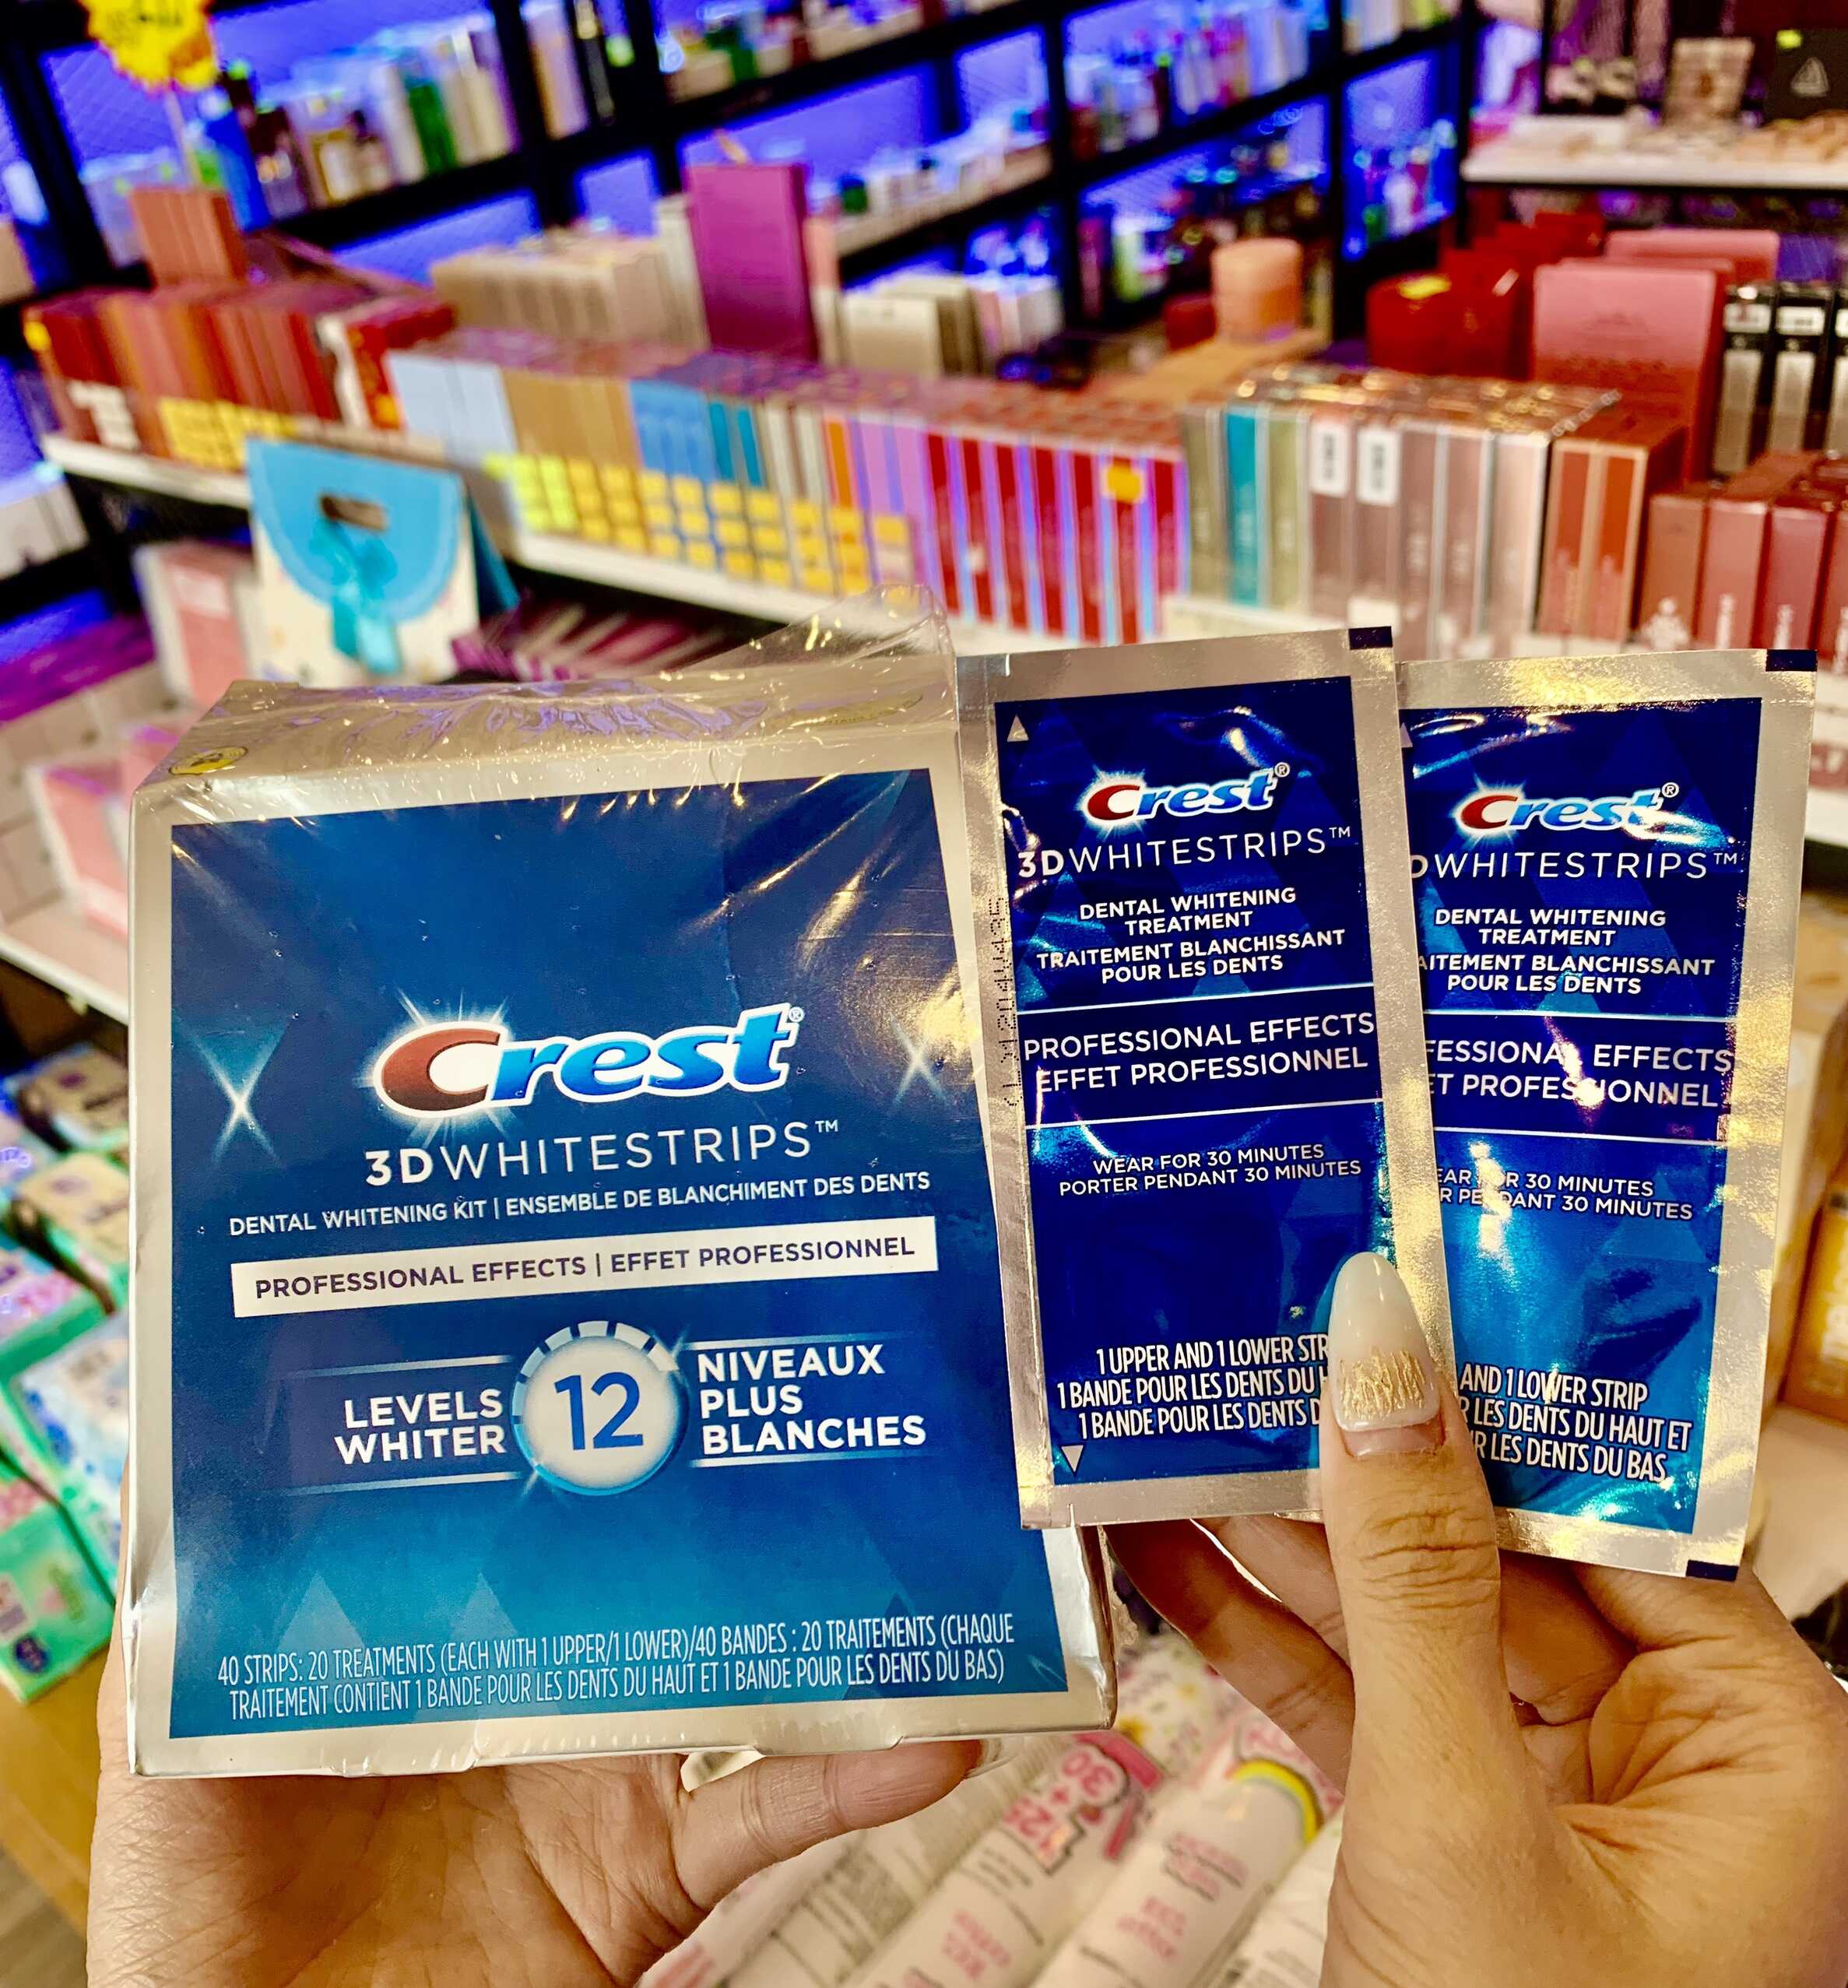 Crest®
3DWHITESTRIPS™
DENTAL WHITENING KIT | ENSEMBLE DE BLANCHIMENT DES DENTS
PROFESSIONAL EFFECTS | EFFET PROFESSIONNEL
LEVELS
WHITER
12
NIVEAUX
PLUS
BLANCHES
40 STRIPS: 20 TREATMENTS (EACH WITH 1 UPPER/1 LOWER)/40 BANDES : 20 TRAITEMENTS (CHAQUE
TRAITEMENT CONTIENT 1 BANDE POUR LES DENTS DU HAUT ET 1 BANDE POUR LES DENTS DU BAS)
Crest®
3DWHITESTRIPS™
DENTAL WHITENING
TREATMENT
TRAITEMENT BLANCHISSANT
POUR LES DENTS
PROFESSIONAL EFFECTS
EFFET PROFESSIONNEL
WEAR FOR 30 MINUTES
PORTER PENDANT 30 MINUTES
1 UPPER AND 1 LOWER STR
1 BANDE POUR LES DENTS DU H
1 BANDE POUR LES DENTS D
Crest®
DWHITESTRIPS™
DENTAL WHITENING
TREATMENT
AITEMENT BLANCHISSANT
POUR LES DENTS
FESSIONAL EFFECTS
ET PROFESSIONNEL
EAR FOR 30 MINUTES
R PENDANT 30 MINUTES
AND 1 LOWER STRIP
R LES DENTS DU HAUT ET
R LES DENTS DU BAS